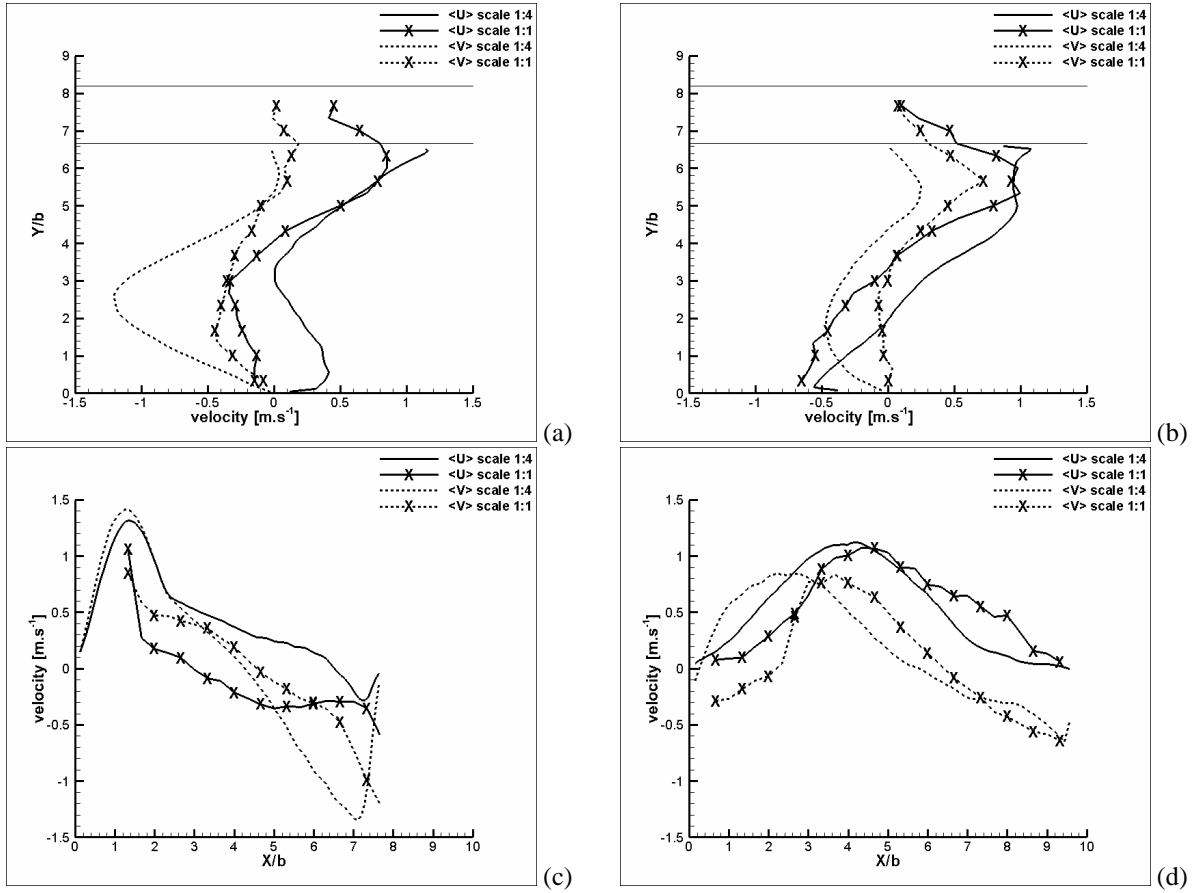 <U> scale 1:4
<U> scale 1:1
<V> scale 1:4
<V> scale 1:1
9
8
7
6
5
4
3
2
1
0
Y/b
-1.5 -1 -0.5 0 0.5 1 1.5
velocity [m.s⁻¹]
(a)
<U> scale 1:4
<U> scale 1:1
<V> scale 1:4
<V> scale 1:1
9
8
7
6
5
4
3
2
1
0
Y/b
-1.5 -1 -0.5 0 0.5 1 1.5
velocity [m.s⁻¹]
(b)
<U> scale 1:4
<U> scale 1:1
<V> scale 1:4
<V> scale 1:1
1.5
1
0.5
0
-0.5
-1
-1.5
velocity [m.s⁻¹]
0 1 2 3 4 5 6 7 8 9 10
X/b
(c)
<U> scale 1:4
<U> scale 1:1
<V> scale 1:4
<V> scale 1:1
1.5
1
0.5
0
-0.5
-1
-1.5
velocity [m.s⁻¹]
0 1 2 3 4 5 6 7 8 9 10
X/b
(d)